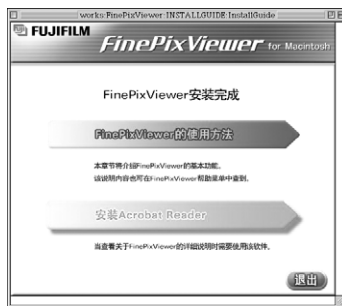 works:FinePixViewer:INSTALLGUIDE:InstallGuide
FUJIFILM
FinePixViewer for Macintosh
FinePixViewer安装完成
FinePixViewer的使用方法
本章节将介绍FinePixViewer的基本功能。
该说明内容也可在FinePixViewer帮助菜单中查到。
安装Acrobat Reader
当查看关于FinePixViewer的详细说明时需要使用该软件。
退出